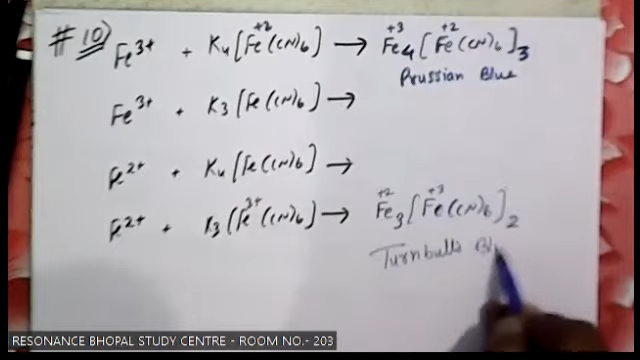 #10) Fe³⁺ + K₄[Fe⁺²(CN)₆] → Fe₄⁺³[Fe⁺²(CN)₆]₃
Prussian Blue
Fe³⁺ + K₃[Fe(CN)₆] →
Fe²⁺ + K₄[Fe(CN)₆] →
Fe²⁺ + K₃[Fe³⁺(CN)₆] → Fe₃⁺²[Fe⁺³(CN)₆]₂
Turnbulls Bl
RESONANCE BHOPAL STUDY CENTRE - ROOM NO.- 203